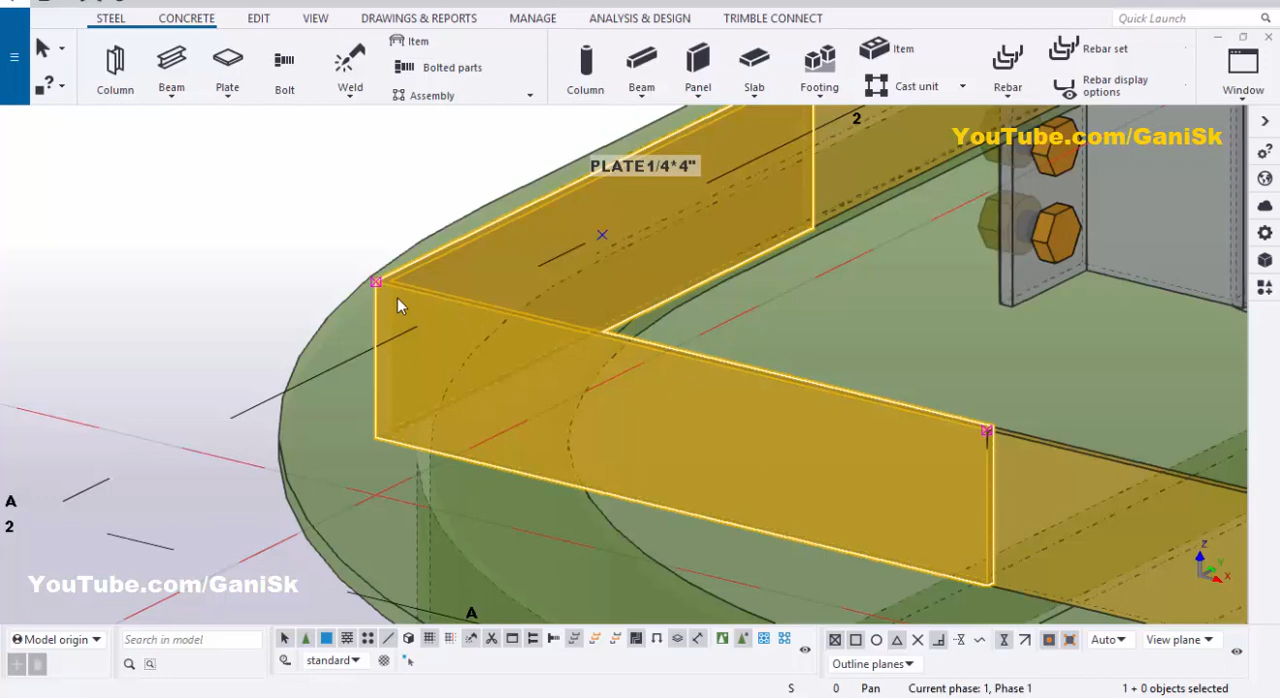 STEEL CONCRETE EDIT VIEW DRAWINGS & REPORTS MANAGE ANALYSIS & DESIGN TRIMBLE CONNECT Quick Launch
Column Beam Plate Bolt Weld
Item
Bolted parts
Assembly
Column Beam Panel Slab Footing
Item
Cast unit
Rebar
Rebar set
Rebar display
options
Window
2
YouTube.com/GaniSk
PLATE 1/4*4"
A
2
YouTube.com/GaniSk
A
Z
Y
X
Model origin
Search in model
standard
Auto
View plane
Outline planes
S 0 Pan Current phase: 1, Phase 1 1 + 0 objects selected